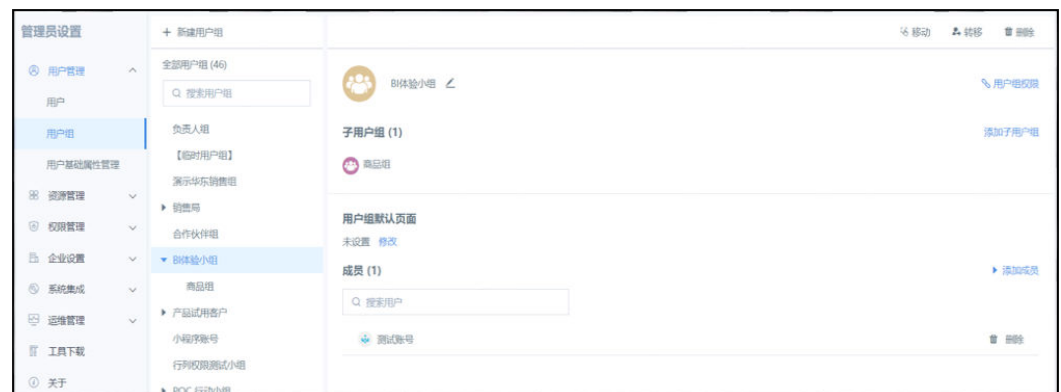 管理员设置
用户管理
用户
用户组
用户基础属性管理
资源管理
权限管理
企业设置
系统集成
运维管理
工具下载
关于
+ 新建用户组
全部用户组 (46)
搜索用户组
负责人组
【临时用户组】
演示华东销售组
销售局
合作伙伴组
BI体验小组
商品组
产品试用客户
小程序账号
行列权限测试小组
POC 行动小组
移动 转移 删除
BI体验小组
用户组权限
子用户组 (1)
添加子用户组
商品组
用户组默认页面
未设置 修改
成员 (1)
添加成员
搜索用户
测试账号
删除